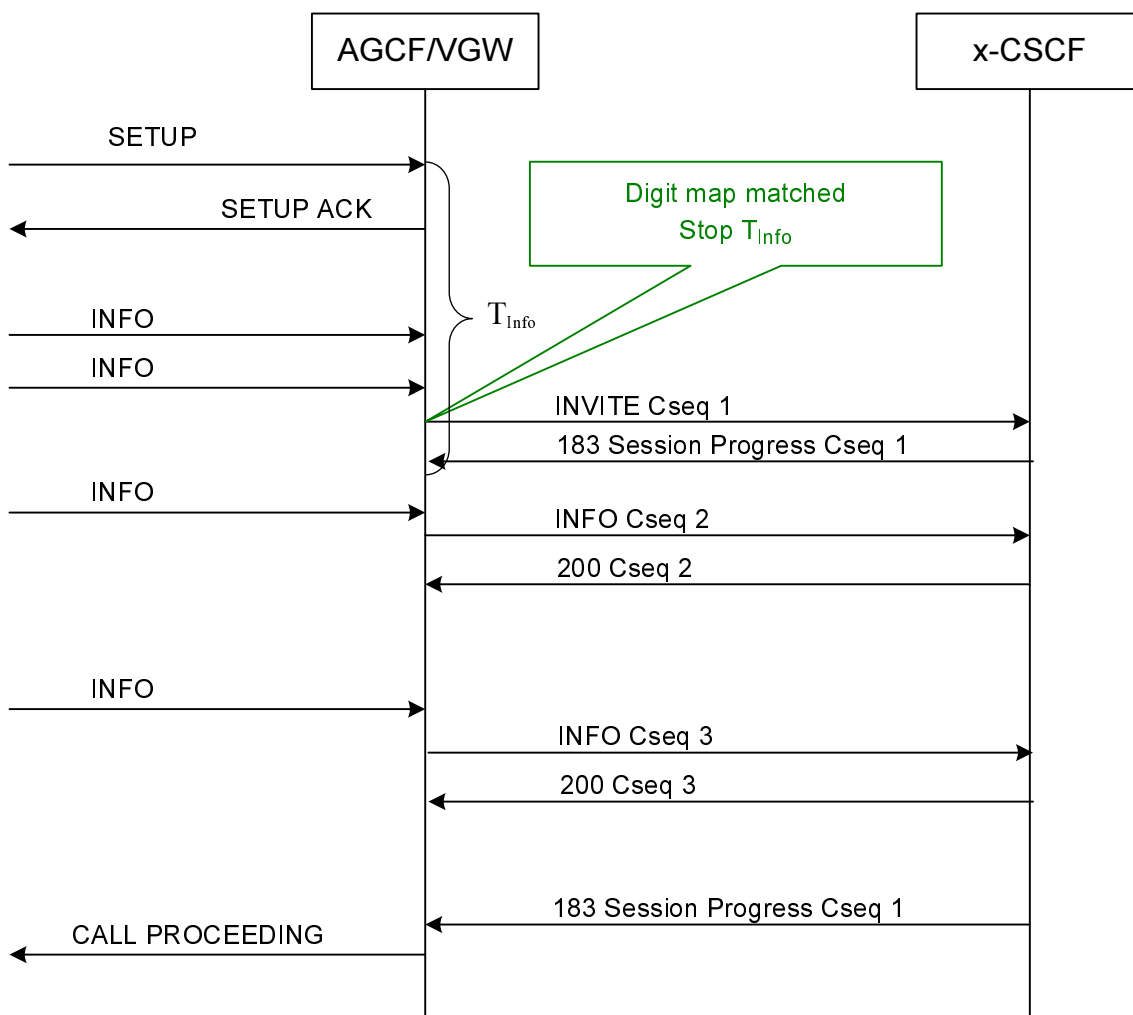 AGCF/VGW
x-CSCF
SETUP
Digit map matched
Stop TInfo
SETUP ACK
INFO
TInfo
INFO
INVITE Cseq 1
183 Session Progress Cseq 1
INFO
INFO Cseq 2
200 Cseq 2
INFO
INFO Cseq 3
200 Cseq 3
183 Session Progress Cseq 1
CALL PROCEEDING